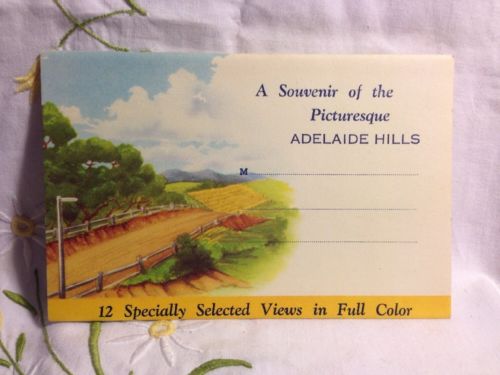 A Souvenir of the
Picturesque
ADELAIDE HILLS
M
12 Specially Selected Views in Full Color